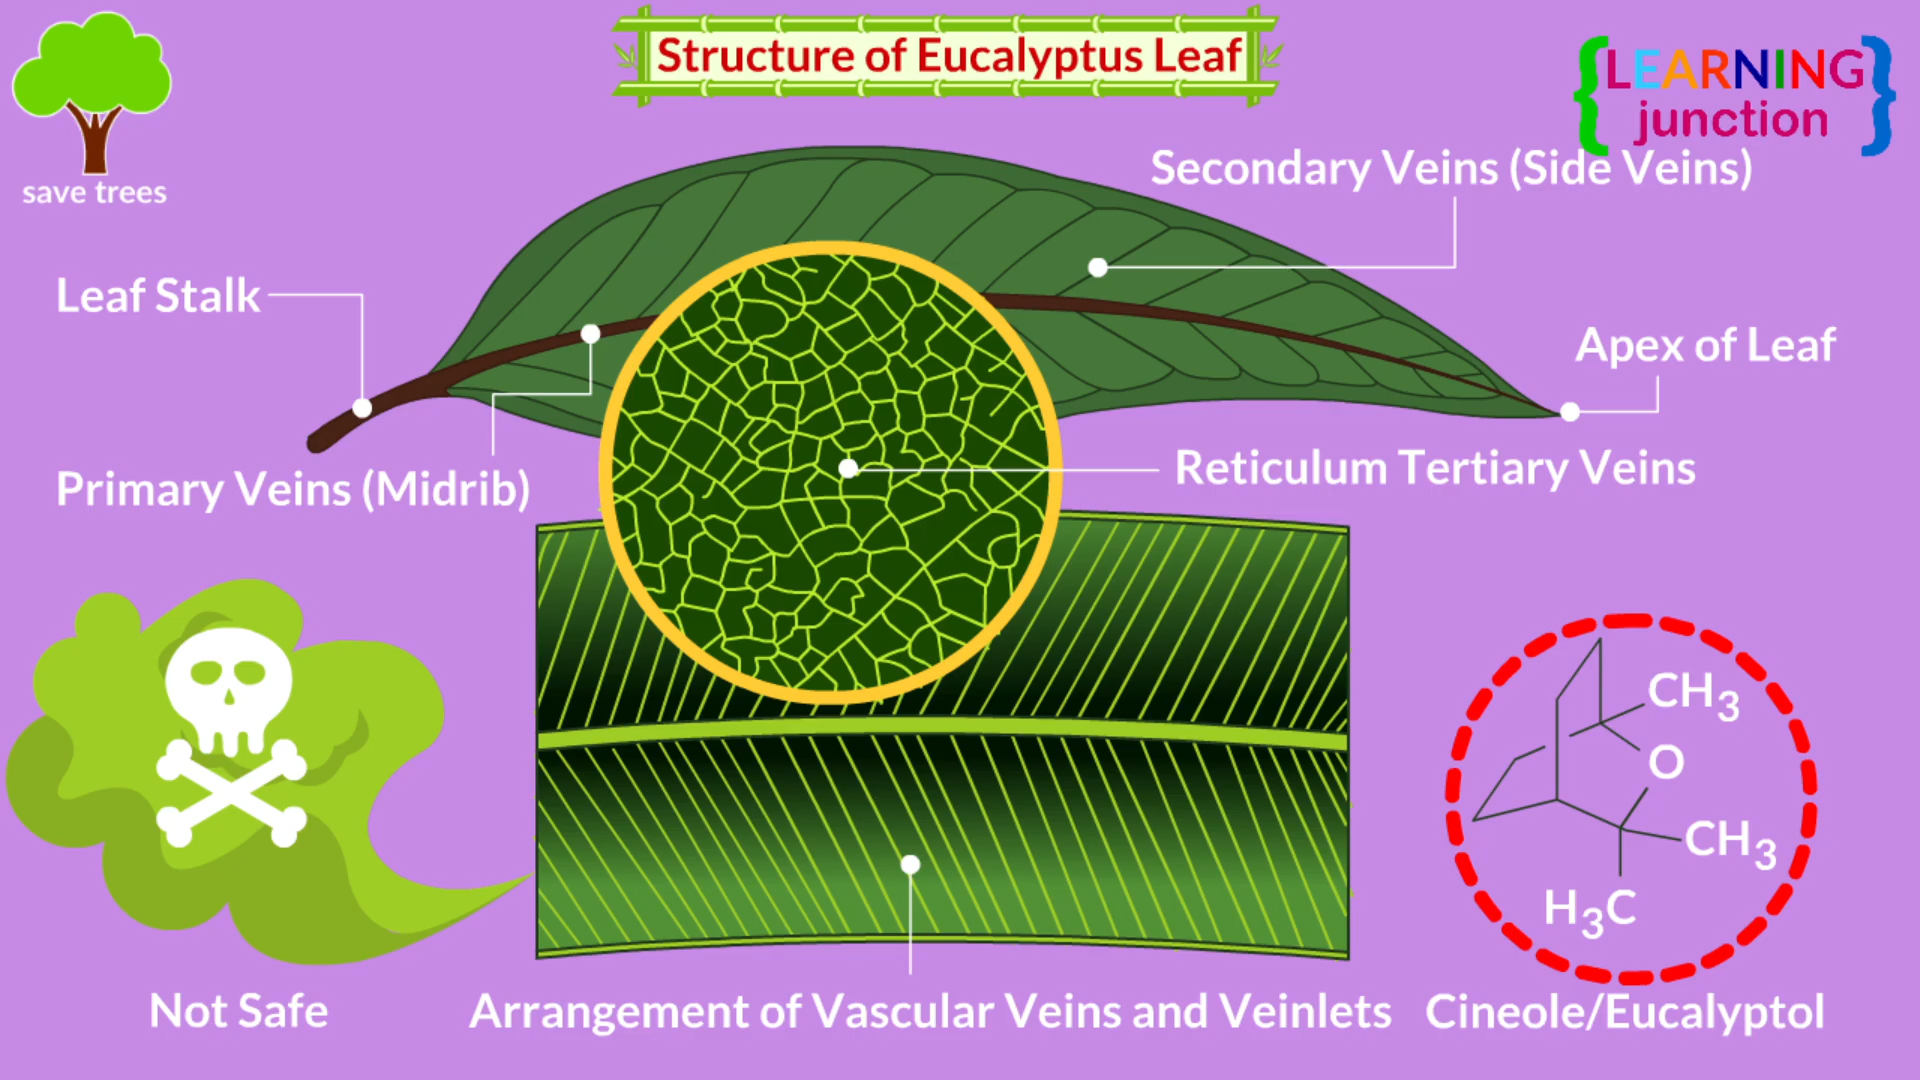 Structure of Eucalyptus Leaf
LEARNING
junction
save trees
Secondary Veins (Side Veins)
Leaf Stalk
Apex of Leaf
Primary Veins (Midrib)
Reticulum Tertiary Veins
CH3
O
CH3
H3C
Not Safe
Arrangement of Vascular Veins and Veinlets
Cineole/Eucalyptol